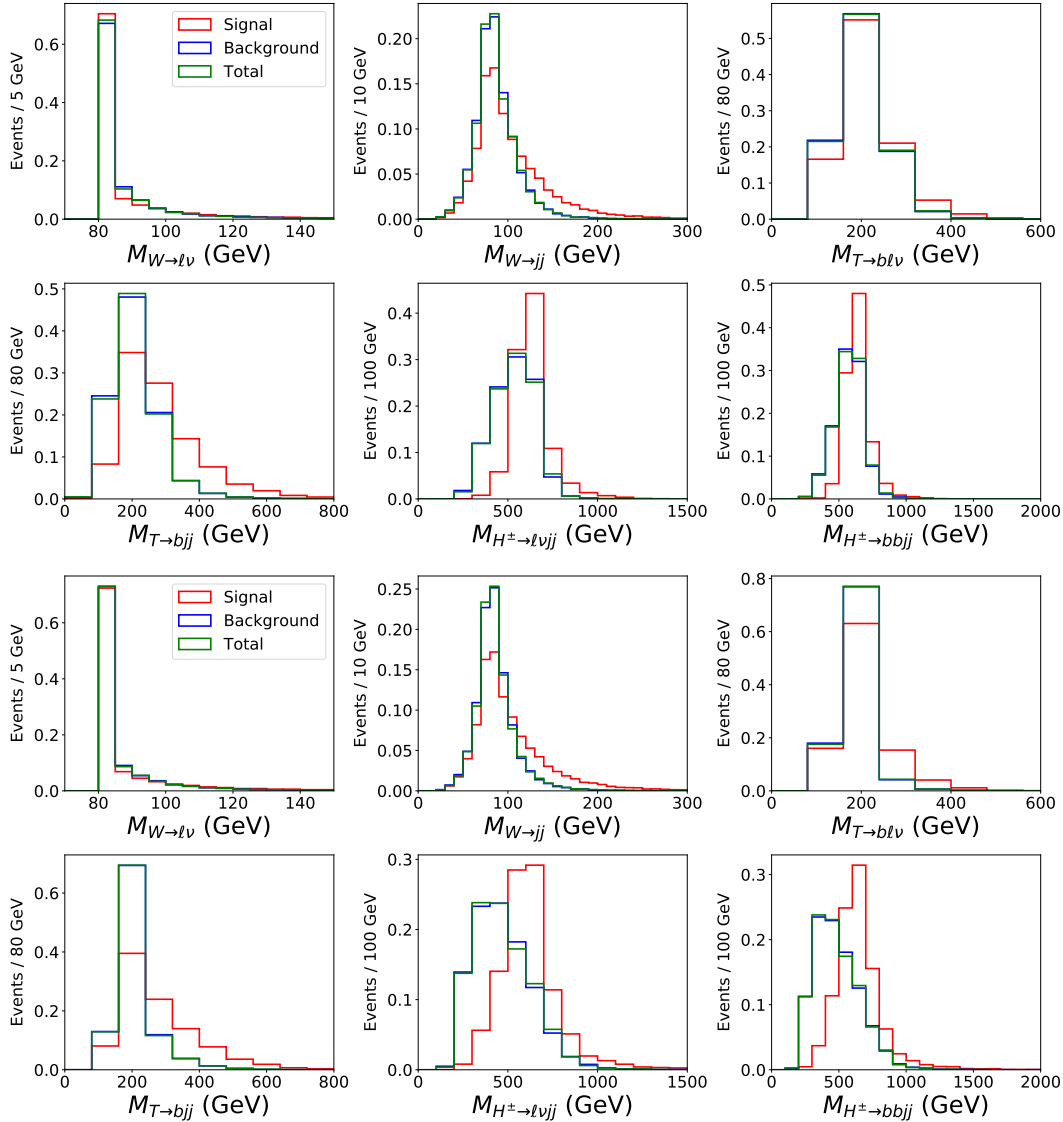 Events / 5 GeV
0.6
0.4
0.2
0.0
80 100 120 140
Signal
Background
Total
M_{W→ℓν} (GeV)
Events / 10 GeV
0.20
0.15
0.10
0.05
0.00
0 100 200 300
M_{W→jj} (GeV)
Events / 80 GeV
0.7
0.6
0.5
0.4
0.3
0.2
0.1
0.0
0 200 400 600
M_{T→bℓν} (GeV)
Events / 80 GeV
0.5
0.4
0.3
0.2
0.1
0.0
0 200 400 600 800
M_{T→bjj} (GeV)
Events / 100 GeV
0.4
0.3
0.2
0.1
0.0
0 500 1000 1500
M_{H^±→ℓνjj} (GeV)
Events / 100 GeV
0.5
0.4
0.3
0.2
0.1
0.0
0 500 1000 1500 2000
M_{H^±→bbjj} (GeV)
Events / 5 GeV
0.6
0.4
0.2
0.0
80 100 120 140
Signal
Background
Total
M_{W→ℓν} (GeV)
Events / 10 GeV
0.25
0.20
0.15
0.10
0.05
0.00
0 100 200 300
M_{W→jj} (GeV)
Events / 80 GeV
0.8
0.6
0.4
0.2
0.0
0 200 400 600
M_{T→bℓν} (GeV)
Events / 80 GeV
0.6
0.4
0.2
0.0
0 200 400 600 800
M_{T→bjj} (GeV)
Events / 100 GeV
0.3
0.2
0.1
0.0
0 500 1000 1500
M_{H^±→ℓνjj} (GeV)
Events / 100 GeV
0.3
0.2
0.1
0.0
0 500 1000 1500 2000
M_{H^±→bbjj} (GeV)